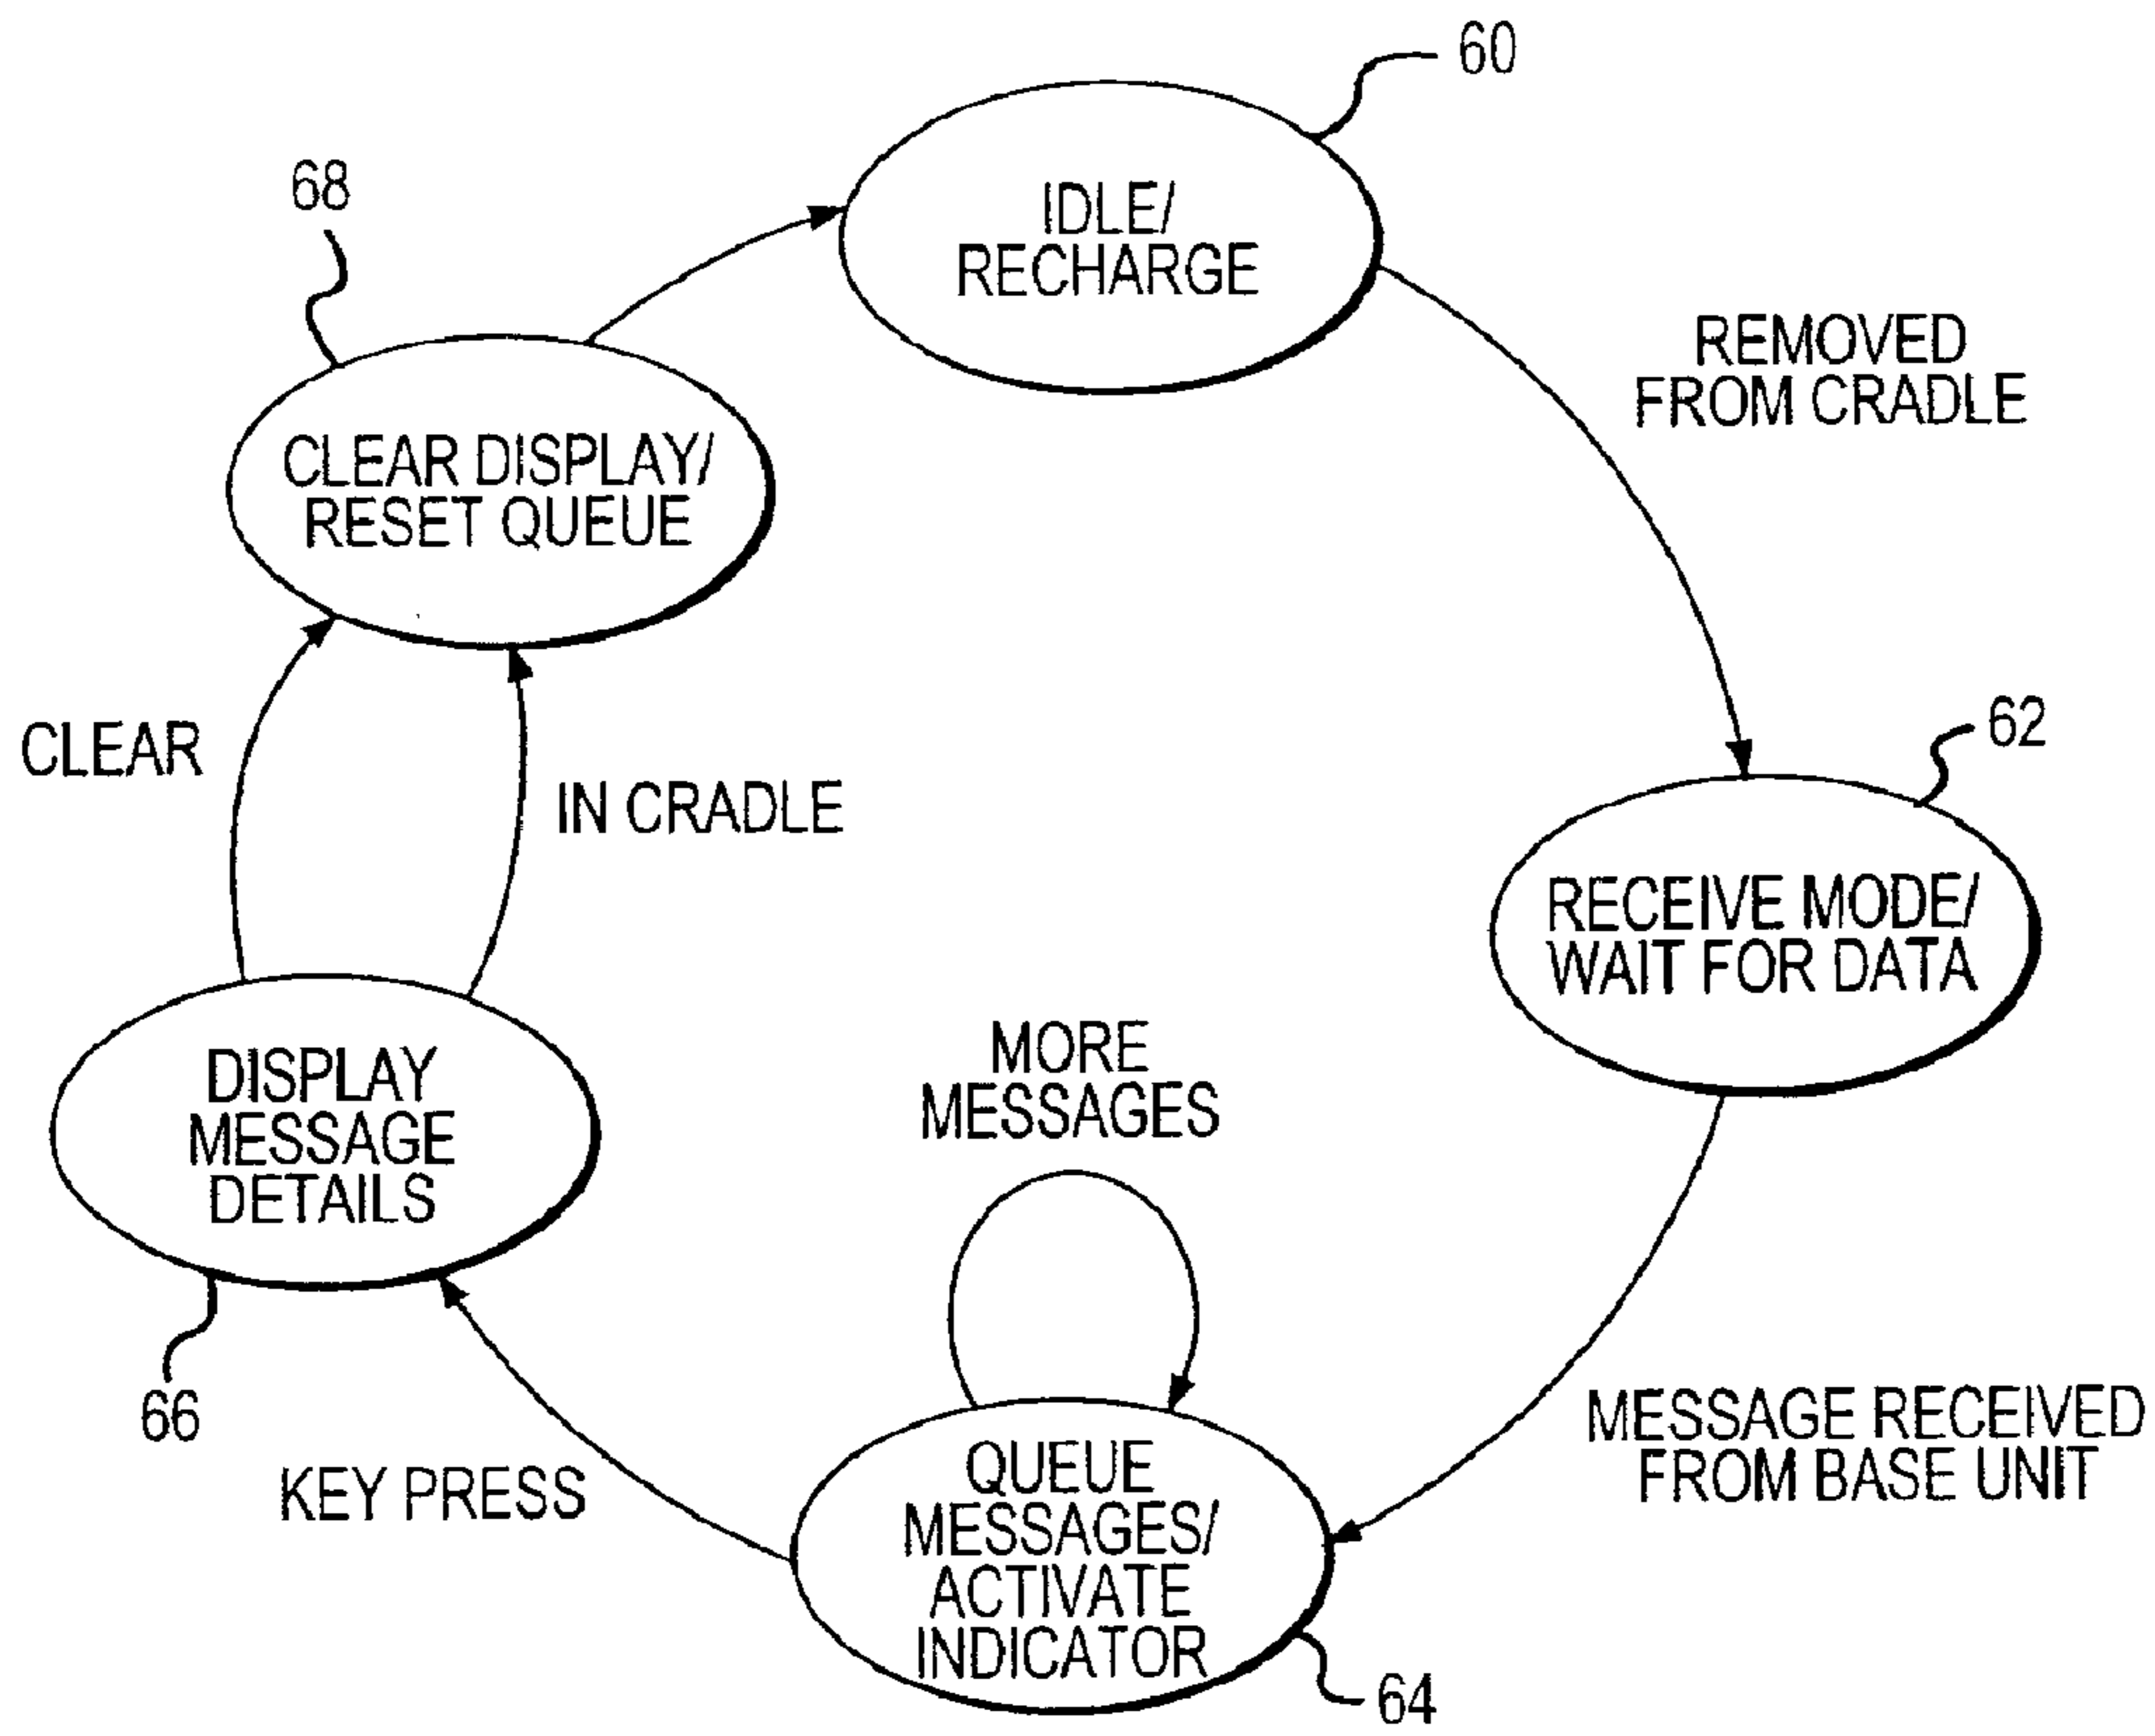 60
IDLE/
RECHARGE
68
REMOVED
FROM CRADLE
CLEAR DISPLAY/
RESET QUEUE
62
CLEAR
IN CRADLE
RECEIVE MODE/
WAIT FOR DATA
DISPLAY
MESSAGE
DETAILS
MORE
MESSAGES
66
KEY PRESS
MESSAGE RECEIVED
FROM BASE UNIT
QUEUE
MESSAGES/
ACTIVATE
INDICATOR
64